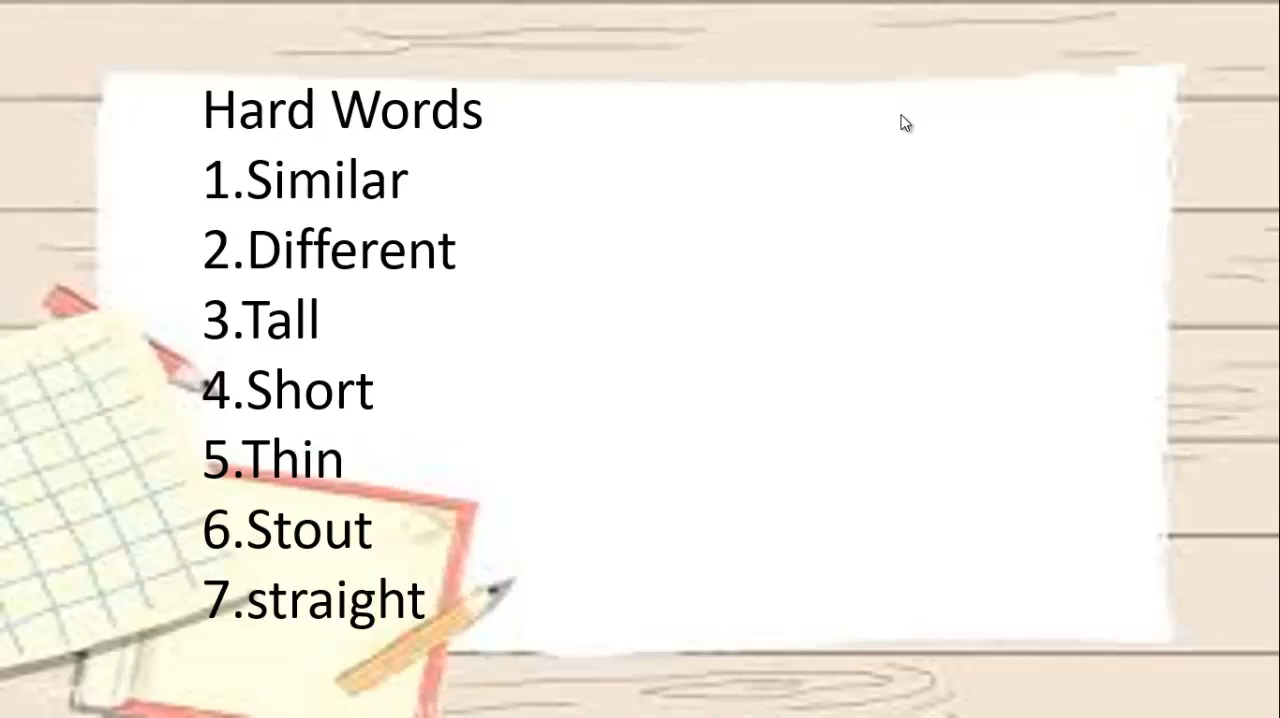 Hard Words
1.Similar
2.Different
3.Tall
4.Short
5.Thin
6.Stout
7.straight